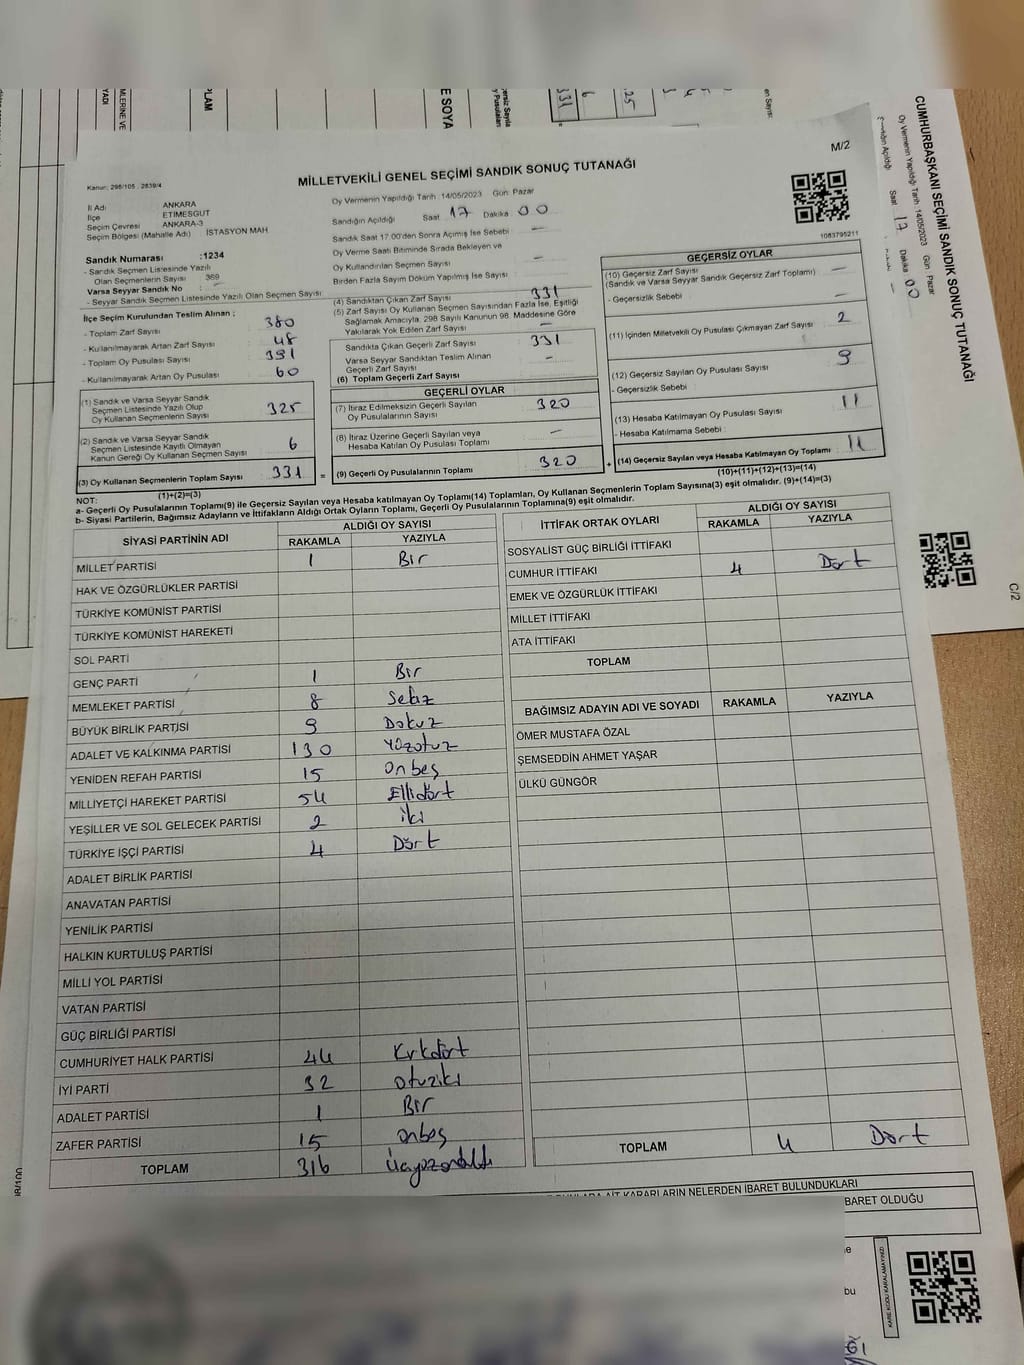 M/2
MİLLETVEKİLİ GENEL SEÇİMİ SANDIK SONUÇ TUTANAĞI
Kanun: 298/105 , 2839/4
İl Adı ANKARA
İlçe ETİMESGUT
Seçim Çevresi ANKARA-3
Seçim Bölgesi (Mahalle Adı) İSTASYON MAH
Sandık Numarası :1234
- Sandık Seçmen Listesinde Yazılı
Olan Seçmenlerin Sayısı 369
Varsa Seyyar Sandık No
- Seyyar Sandık Seçmen Listesinde Yazılı Olan Seçmen Sayısı
İlçe Seçim Kurulundan Teslim Alınan ;
- Toplam Zarf Sayısı 380
- Kullanılmayarak Artan Zarf Sayısı 48
- Toplam Oy Pusulası Sayısı 391
- Kullanılmayarak Artan Oy Pusulası 60
(1) Sandık ve Varsa Seyyar Sandık
Seçmen Listesinde Yazılı Olup
Oy Kullanan Seçmenlerin Sayısı 325
(2) Sandık ve Varsa Seyyar Sandık
Seçmen Listesinde Kayıtlı Olmayan
Kanun Gereği Oy Kullanan Seçmen Sayısı 6
(3) Oy Kullanan Seçmenlerin Toplam Sayısı 331 =
(1)+(2)=(3)
Oy Vermenin Yapıldığı Tarih :14/05/2023 Gün: Pazar
Sandığın Açıldığı Saat 17 Dakika 00
Sandık Saat 17.00'den Sonra Açılmış İse Sebebi : —
Oy Verme Saati Bitiminde Sırada Bekleyen ve
Oy Kullandırılan Seçmen Sayısı —
Birden Fazla Sayım Döküm Yapılmış İse Sayısı —
(4) Sandıktan Çıkan Zarf Sayısı 331
(5) Zarf Sayısı Oy Kullanan Seçmen Sayısından Fazla İse, Eşitliği
Sağlamak Amacıyla, 298 Sayılı Kanunun 98. Maddesine Göre
Yakılarak Yok Edilen Zarf Sayısı —
Sandıkta Çıkan Geçerli Zarf Sayısı 331
Varsa Seyyar Sandıktan Teslim Alınan
Geçerli Zarf Sayısı —
(6) Toplam Geçerli Zarf Sayısı
GEÇERLİ OYLAR
(7) İtiraz Edilmeksizin Geçerli Sayılan
Oy Pusulalarının Sayısı 320
(8) İtiraz Üzerine Geçerli Sayılan veya
Hesaba Katılan Oy Pusulası Toplamı —
(9) Geçerli Oy Pusulalarının Toplamı 320 +
1083795211
GEÇERSİZ OYLAR
(10) Geçersiz Zarf Sayısı
(Sandık ve Varsa Seyyar Sandık Geçersiz Zarf Toplamı) —
- Geçersizlik Sebebi : —
(11) İçinden Milletvekili Oy Pusulası Çıkmayan Zarf Sayısı 2
(12) Geçersiz Sayılan Oy Pusulası Sayısı 9
- Geçersizlik Sebebi :
(13) Hesaba Katılmayan Oy Pusulası Sayısı 11
- Hesaba Katılmama Sebebi :
(14) Geçersiz Sayılan veya Hesaba Katılmayan Oy Toplamı 11
(10)+(11)+(12)+(13)=(14)
NOT:
a- Geçerli Oy Pusulalarının Toplamı(9) ile Geçersiz Sayılan veya Hesaba katılmayan Oy Toplamı(14) Toplamları, Oy Kullanan Seçmenlerin Toplam Sayısına(3) eşit olmalıdır. (9)+(14)=(3)
b- Siyasi Partilerin, Bağımsız Adayların ve İttifakların Aldığı Ortak Oyların Toplamı, Geçerli Oy Pusulalarının Toplamına(9) eşit olmalıdır.
SİYASİ PARTİNİN ADI ALDIĞI OY SAYISI
RAKAMLA YAZIYLA
MİLLET PARTİSİ 1 Bir
HAK VE ÖZGÜRLÜKLER PARTİSİ
TÜRKİYE KOMÜNİST PARTİSİ
TÜRKİYE KOMÜNİST HAREKETİ
SOL PARTİ
GENÇ PARTİ 1 Bir
MEMLEKET PARTİSİ 8 Sekiz
BÜYÜK BİRLİK PARTİSİ 9 Dokuz
ADALET VE KALKINMA PARTİSİ 130 Yüzotuz
YENİDEN REFAH PARTİSİ 15 Onbeş
MİLLİYETÇİ HAREKET PARTİSİ 54 Ellidört
YEŞİLLER VE SOL GELECEK PARTİSİ 2 iki
TÜRKİYE İŞÇİ PARTİSİ 4 Dört
ADALET BİRLİK PARTİSİ
ANAVATAN PARTİSİ
YENİLİK PARTİSİ
HALKIN KURTULUŞ PARTİSİ
MİLLİ YOL PARTİSİ
VATAN PARTİSİ
GÜÇ BİRLİĞİ PARTİSİ
CUMHURİYET HALK PARTİSİ 44 Kırkdört
İYİ PARTİ 32 otuziki
ADALET PARTİSİ 1 Bir
ZAFER PARTİSİ 15 onbeş
TOPLAM 316 Üçyüzonaltı
İTTİFAK ORTAK OYLARI ALDIĞI OY SAYISI
RAKAMLA YAZIYLA
SOSYALİST GÜÇ BİRLİĞİ İTTİFAKI
CUMHUR İTTİFAKI 4 Dört
EMEK VE ÖZGÜRLÜK İTTİFAKI
MİLLET İTTİFAKI
ATA İTTİFAKI
TOPLAM
BAĞIMSIZ ADAYIN ADI VE SOYADI RAKAMLA YAZIYLA
ÖMER MUSTAFA ÖZAL
ŞEMSEDDİN AHMET YAŞAR
ÜLKÜ GÜNGÖR
TOPLAM 4 Dört
AİT KARARLARIN NELERDEN İBARET BULUNDUKLARI
BARET OLDUĞU
KARE KODU KARALAMAYINIZ!
CUMHURBAŞKANI SEÇİMİ SANDIK SONUÇ TUTANAĞI
Oy Vermenin Yapıldığı Tarih :14/05/2023 Gün: Pazar
Saat 17 Dakika 00
C/2
E SOYA
331
6
25